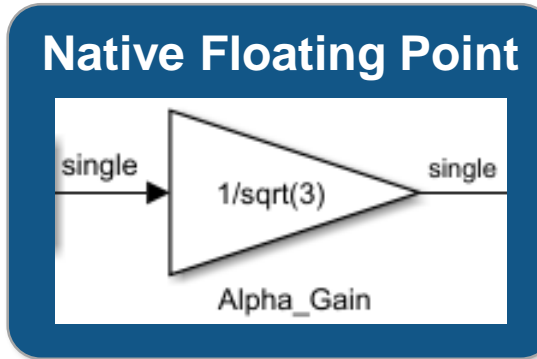 Native Floating Point
single
single
1/sqrt(3)
Alpha_Gain